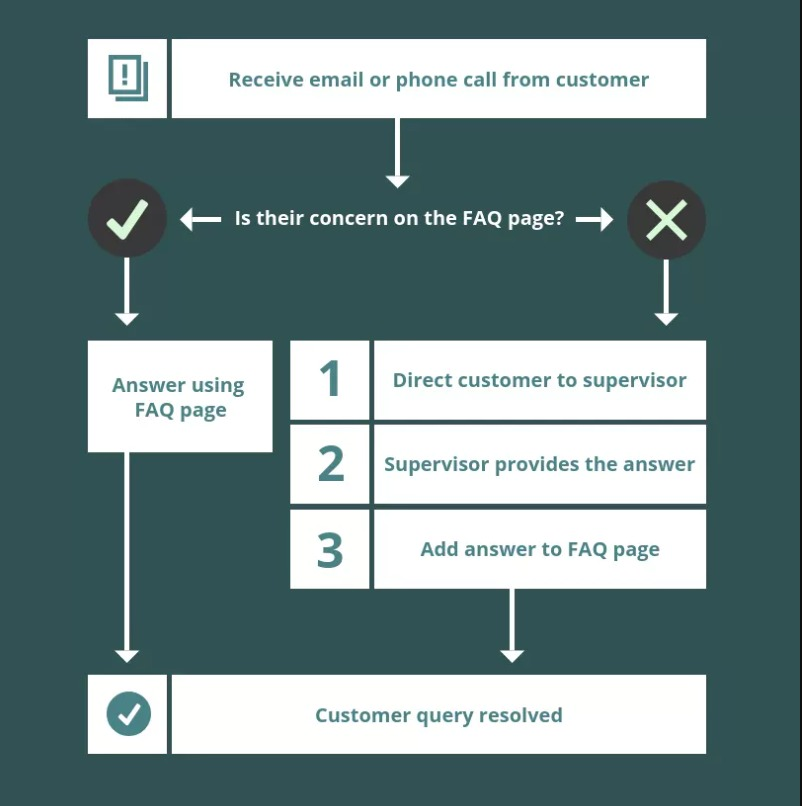 Receive email or phone call from customer
Is their concern on the FAQ page?
Answer using
FAQ page
1
Direct customer to supervisor
2
Supervisor provides the answer
3
Add answer to FAQ page
Customer query resolved